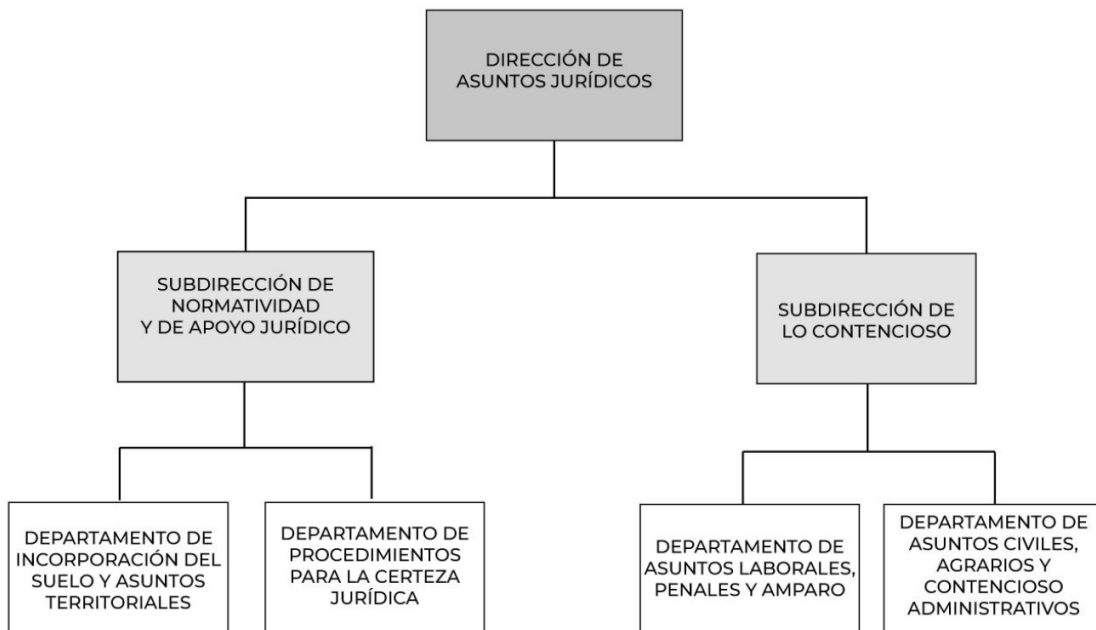 DIRECCIÓN DE
ASUNTOS JURÍDICOS
SUBDIRECCIÓN DE
NORMATIVIDAD
Y DE APOYO JURÍDICO
SUBDIRECCIÓN DE
LO CONTENCIOSO
DEPARTAMENTO DE
INCORPORACIÓN DEL
SUELO Y ASUNTOS
TERRITORIALES
DEPARTAMENTO DE
PROCEDIMIENTOS
PARA LA CERTEZA
JURÍDICA
DEPARTAMENTO DE
ASUNTOS LABORALES,
PENALES Y AMPARO
DEPARTAMENTO DE
ASUNTOS CIVILES,
AGRARIOS Y
CONTENCIOSO
ADMINISTRATIVOS